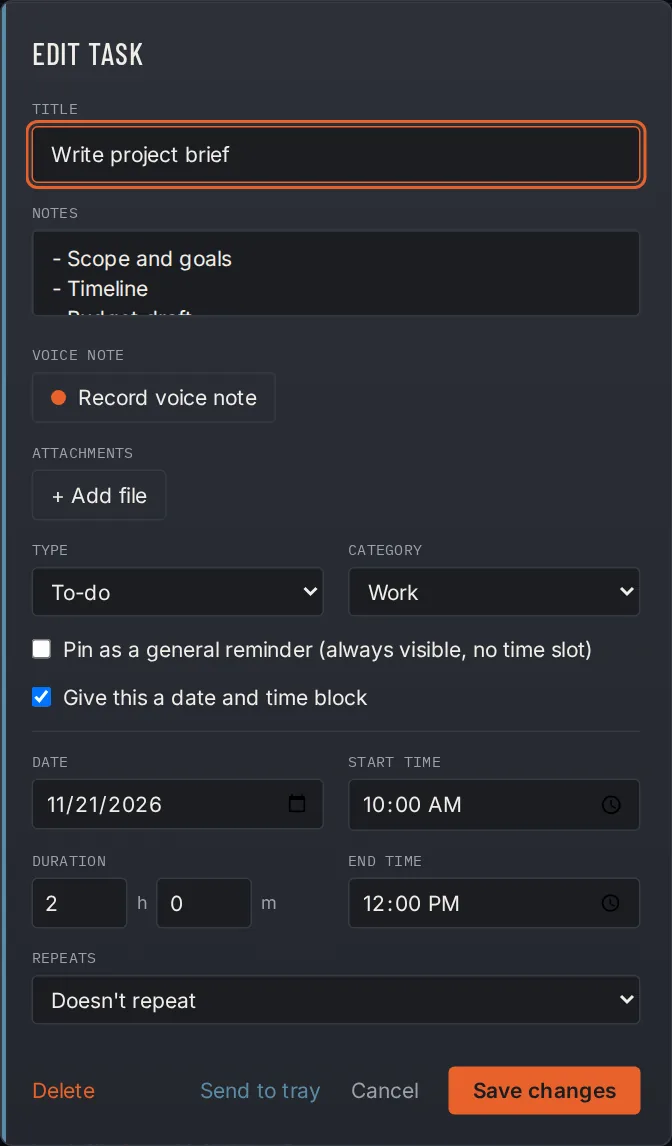 EDIT TASK
TITLE
Write project brief
NOTES
- Scope and goals
- Timeline
- Budget draft
VOICE NOTE
Record voice note
ATTACHMENTS
+ Add file
TYPE
CATEGORY
To-do
Work
Pin as a general reminder (always visible, no time slot)
Give this a date and time block
DATE
START TIME
11/21/2026
10:00 AM
DURATION
END TIME
2 h 0 m
12:00 PM
REPEATS
Doesn't repeat
Delete
Send to tray
Cancel
Save changes